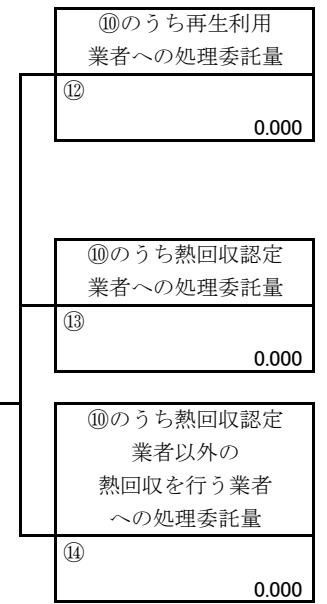 ⑩のうち再生利用
業者への処理委託量
⑫
0.000
⑩のうち熱回収認定
業者への処理委託量
⑬
0.000
⑩のうち熱回収認定
業者以外の
熱回収を行う業者
への処理委託量
⑭
0.000